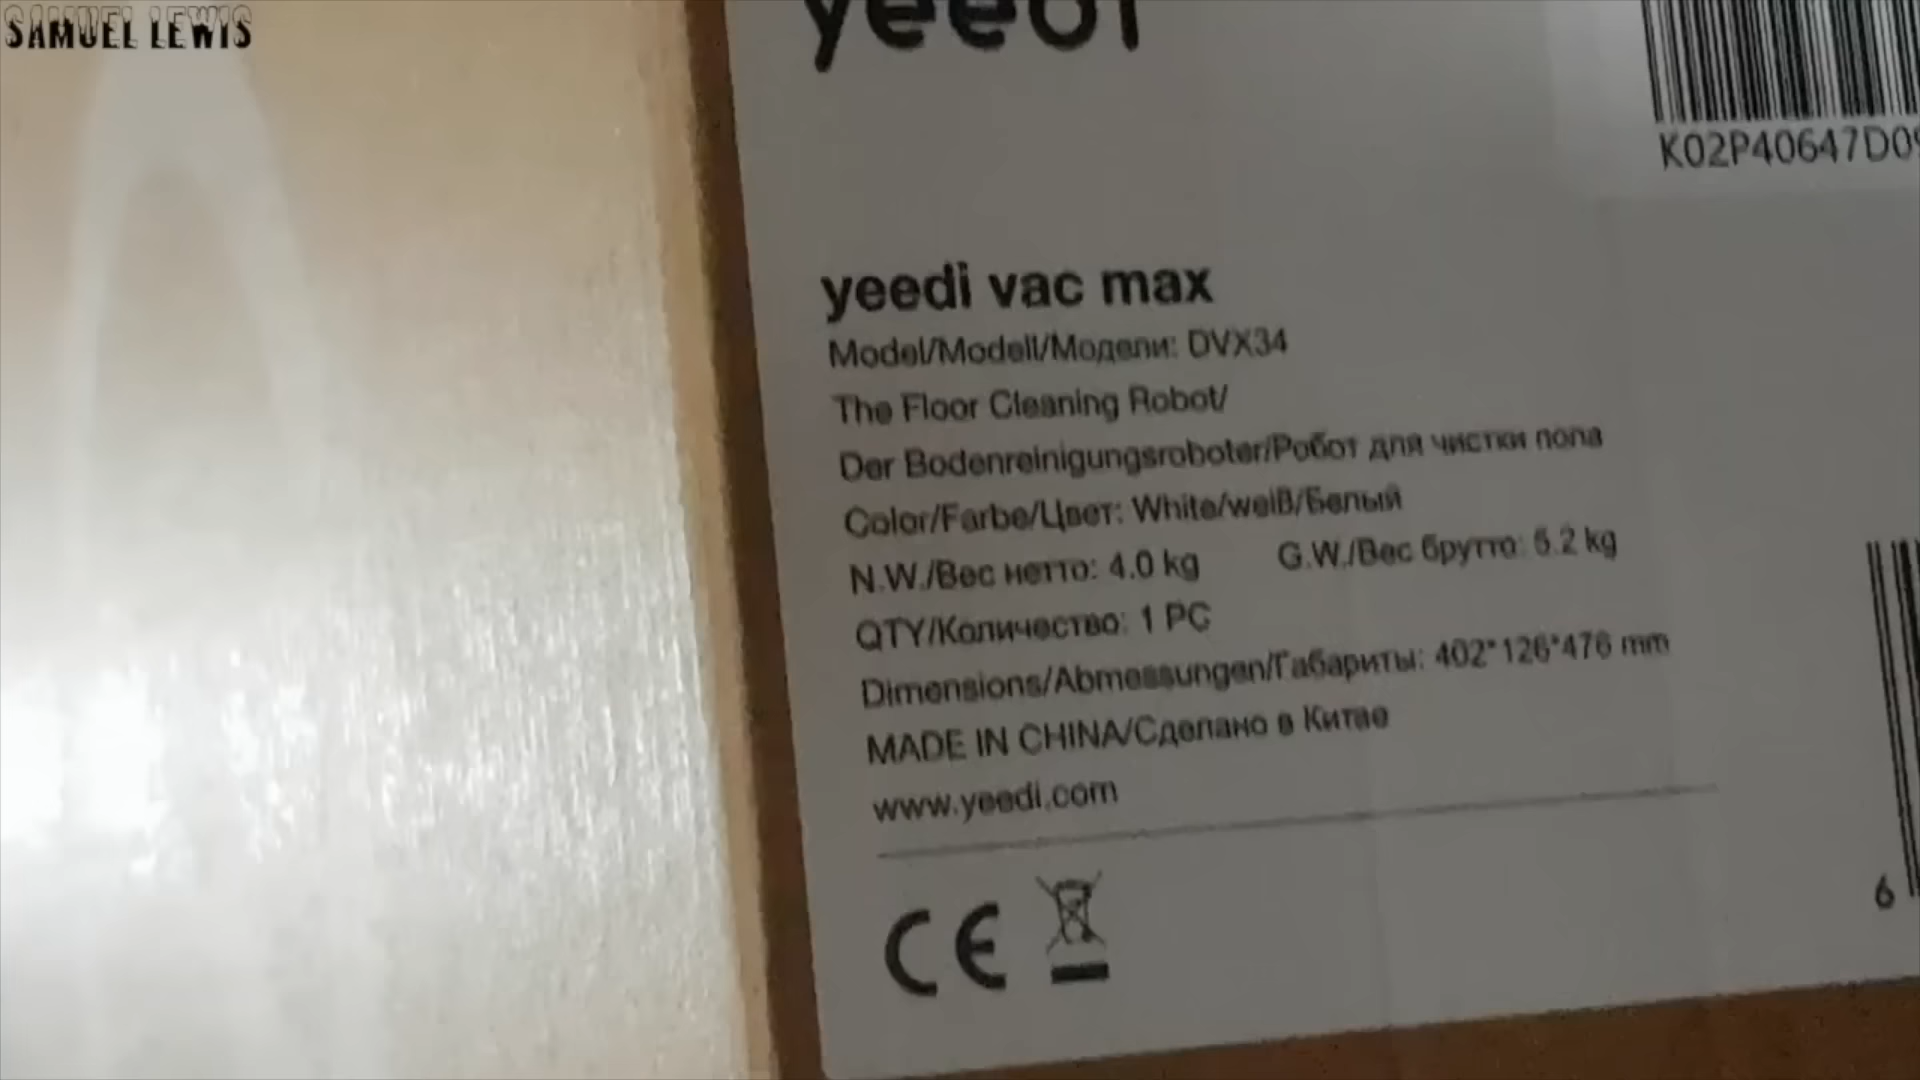 SAMUEL LEWIS
yeedi
K02P40647D09
yeedi vac max
Model/Modell/Модели: DVX34
The Floor Cleaning Robot/
Der Bodenreinigungsroboter/Робот для чистки пола
Color/Farbe/Цвет: White/weiß/Белый
N.W./Вес нетто: 4.0 kg G.W./Вес брутто: 5.2 kg
QTY/Количество: 1 PC
Dimensions/Abmessungen/Габариты: 402*126*476 mm
MADE IN CHINA/Сделано в Китае
www.yeedi.com
CE
6